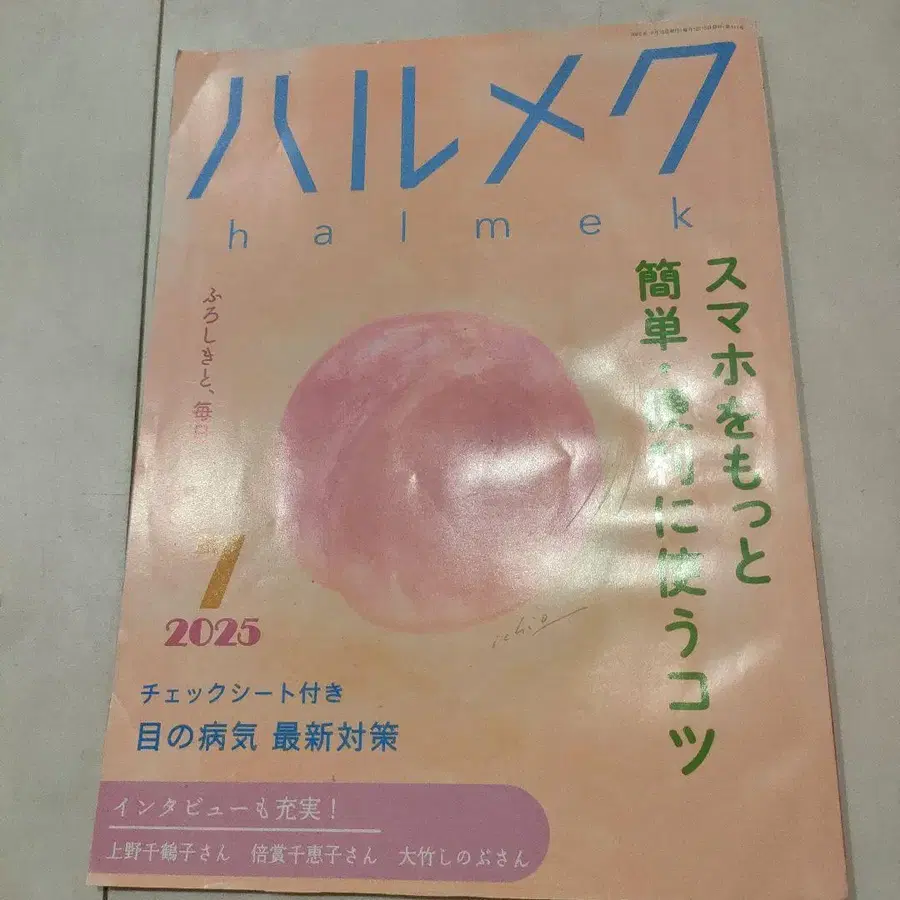 ハルメク
halmek
スマホをもっと
簡単・便利に使うコツ
ふろしきと、毎日
1
2025
チェックシート付き
目の病気 最新対策
インタビューも充実！
上野千鶴子さん 倍賞千恵子さん 大竹しのぶさん